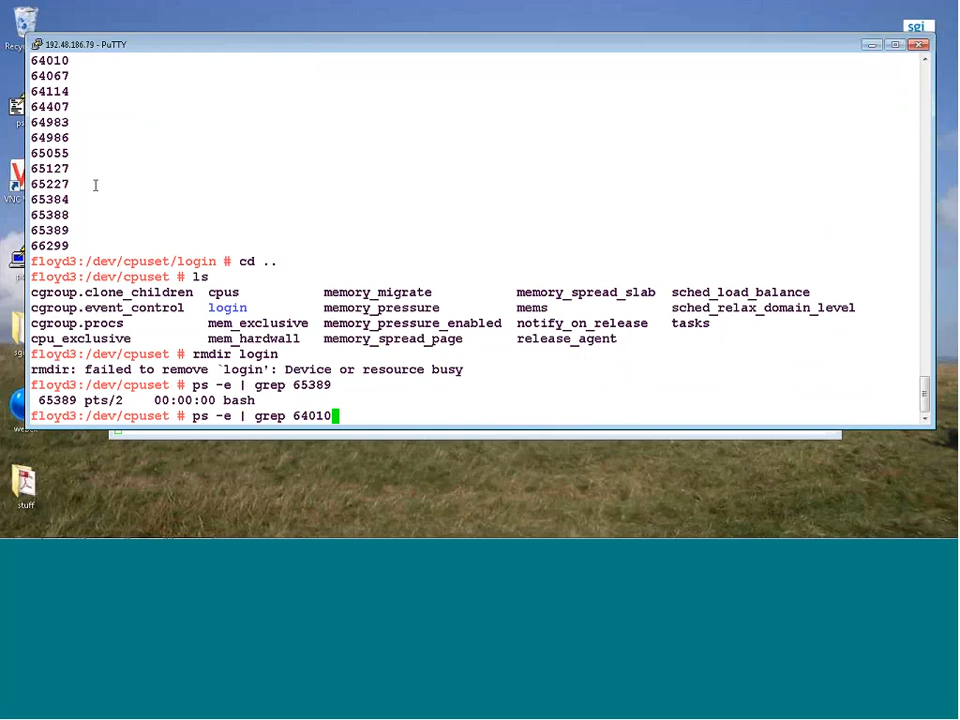 Recy
sgi
192.48.186.79 - PuTTY
64010
64067
64114
64407
64983
64986
65055
65127
65227
65384
65388
65389
66299
floyd3:/dev/cpuset/login # cd ..
floyd3:/dev/cpuset # ls
cgroup.clone_children cpus memory_migrate memory_spread_slab sched_load_balance
cgroup.event_control login memory_pressure mems sched_relax_domain_level
cgroup.procs mem_exclusive memory_pressure_enabled notify_on_release tasks
cpu_exclusive mem_hardwall memory_spread_page release_agent
floyd3:/dev/cpuset # rmdir login
rmdir: failed to remove `login': Device or resource busy
floyd3:/dev/cpuset # ps -e | grep 65389
65389 pts/2 00:00:00 bash
floyd3:/dev/cpuset # ps -e | grep 64010
VNC
stuff